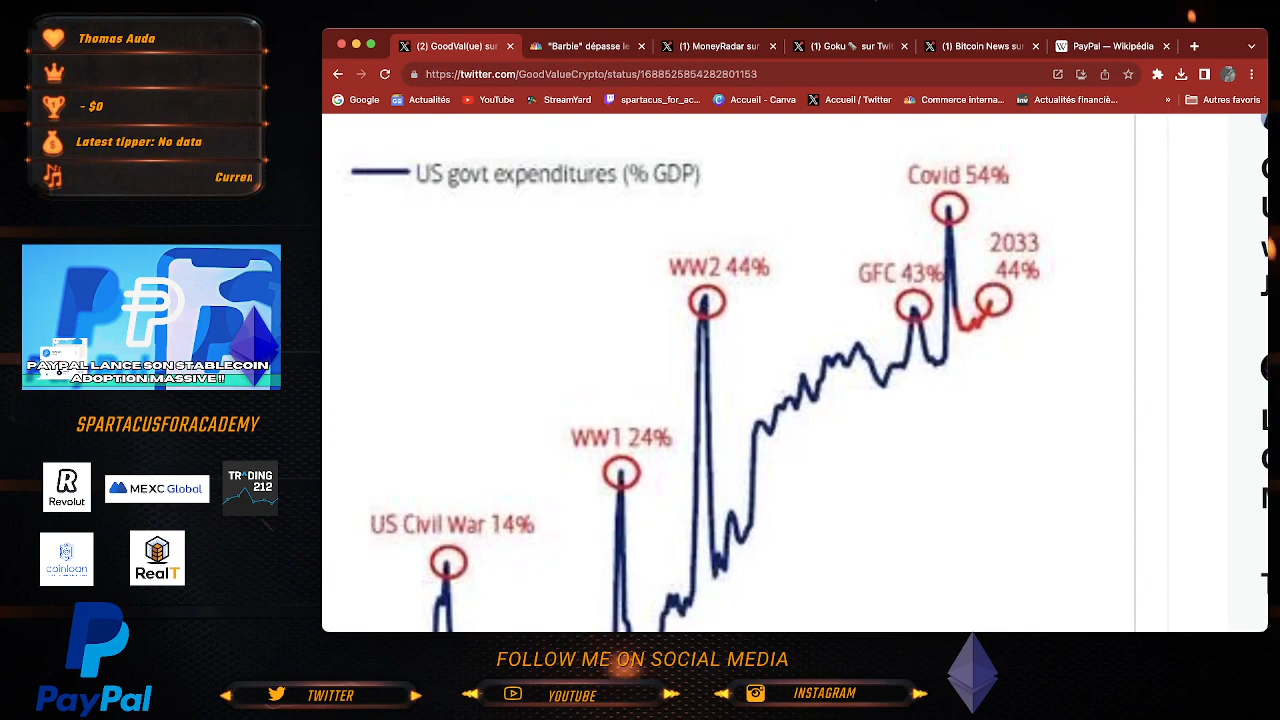 Thomas Auda
- $0
Latest tipper: No data
Curren
PAYPAL LANCE SON STABLECOIN
ADOPTION MASSIVE !!
SPARTACUSFORACADEMY
R
Revolut
MEXC Global
TRADING
212
coinloan
RealT
PayPal
(2) GoodVal(ue) sur
"Barbie" dépasse le
(1) MoneyRadar sur
(1) Goku sur Twit
(1) Bitcoin News sur
W PayPal — Wikipédia
https://twitter.com/GoodValueCrypto/status/1688525854282801153
Google
Actualités
YouTube
StreamYard
spartacus_for_ac...
Accueil - Canva
Accueil / Twitter
Commerce interna...
inv Actualités financiè...
»
Autres favoris
US govt expenditures (% GDP)
Covid 54%
2033
44%
WW2 44%
GFC 43%
WW1 24%
US Civil War 14%
FOLLOW ME ON SOCIAL MEDIA
TWITTER
YOUTUBE
INSTAGRAM